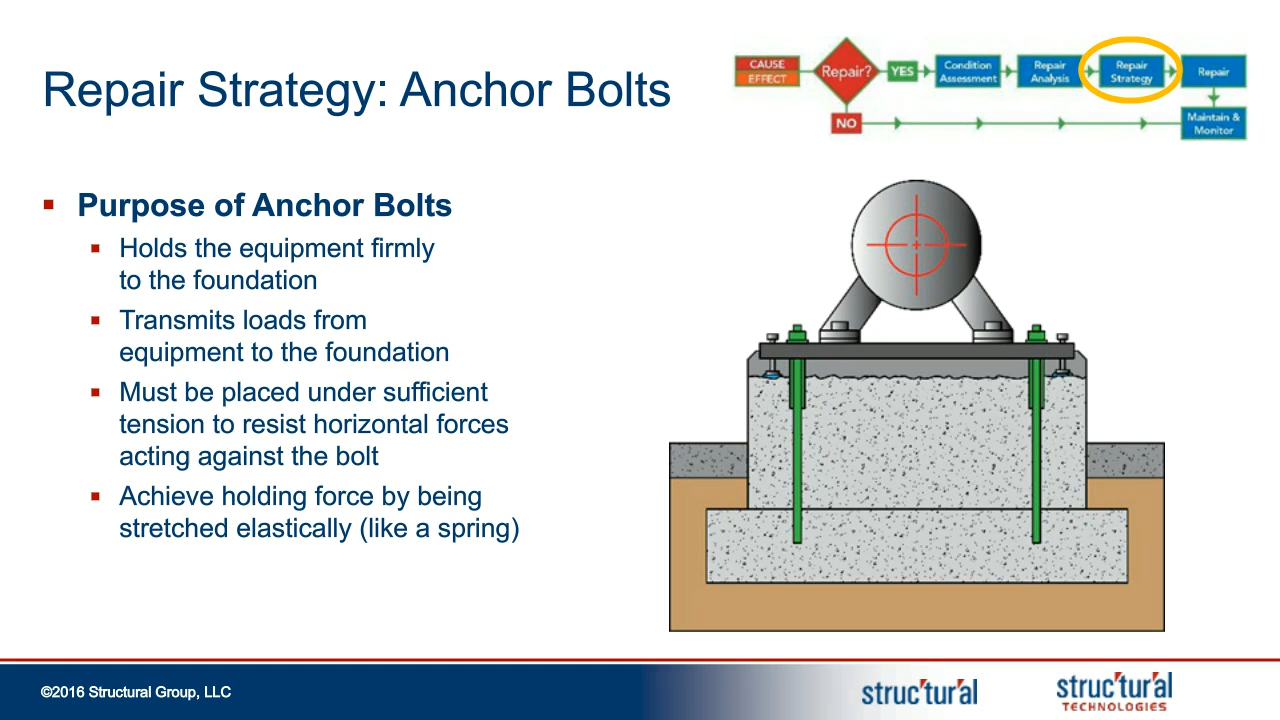 Repair Strategy: Anchor Bolts
CAUSE
EFFECT
Repair?
YES
Condition
Assessment
Repair
Analysis
Repair
Strategy
Repair
NO
Maintain &
Monitor
Purpose of Anchor Bolts
Holds the equipment firmly
to the foundation
Transmits loads from
equipment to the foundation
Must be placed under sufficient
tension to resist horizontal forces
acting against the bolt
Achieve holding force by being
stretched elastically (like a spring)
©2016 Structural Group, LLC
struc'tur'al
struc'tur'al
TECHNOLOGIES